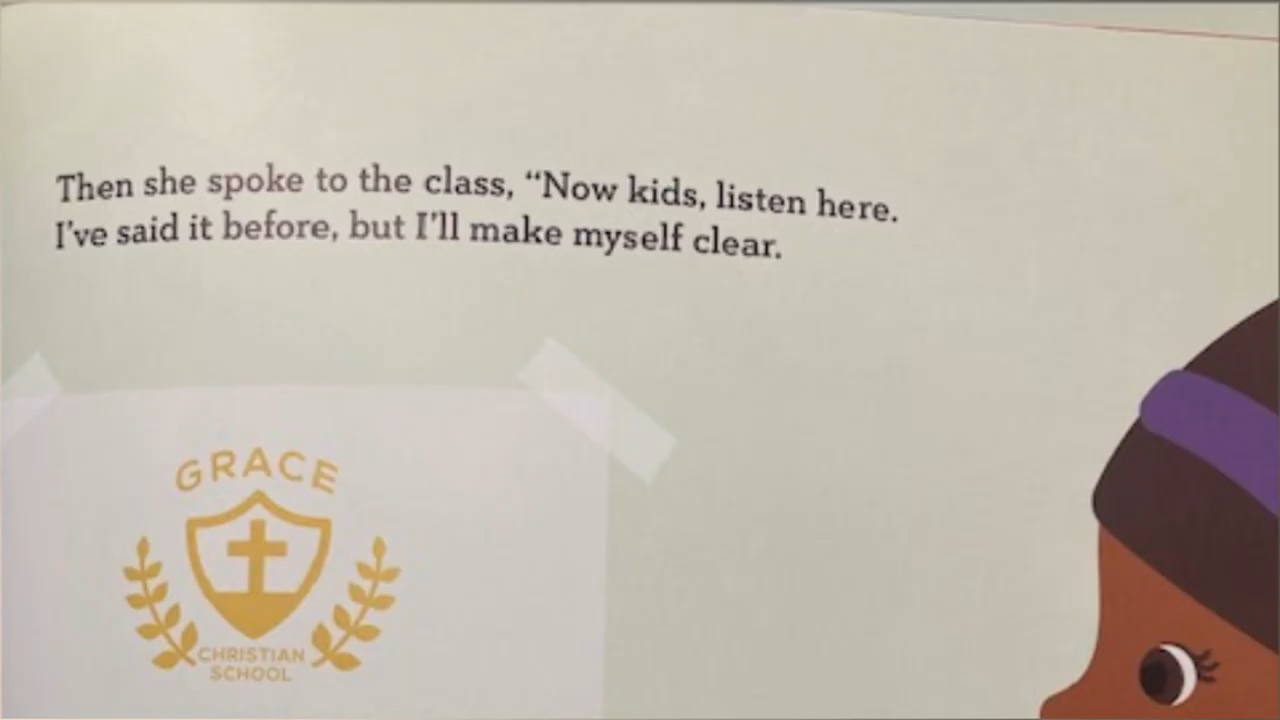 Then she spoke to the class, “Now kids, listen here.
I’ve said it before, but I’ll make myself clear.
GRACE
CHRISTIAN
SCHOOL